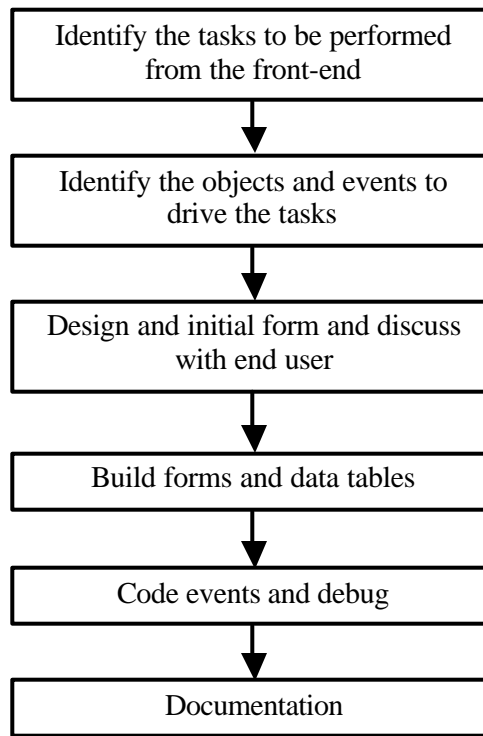 Identify the tasks to be performed
from the front-end
Identify the objects and events to
drive the tasks
Design and initial form and discuss
with end user
Build forms and data tables
Code events and debug
Documentation